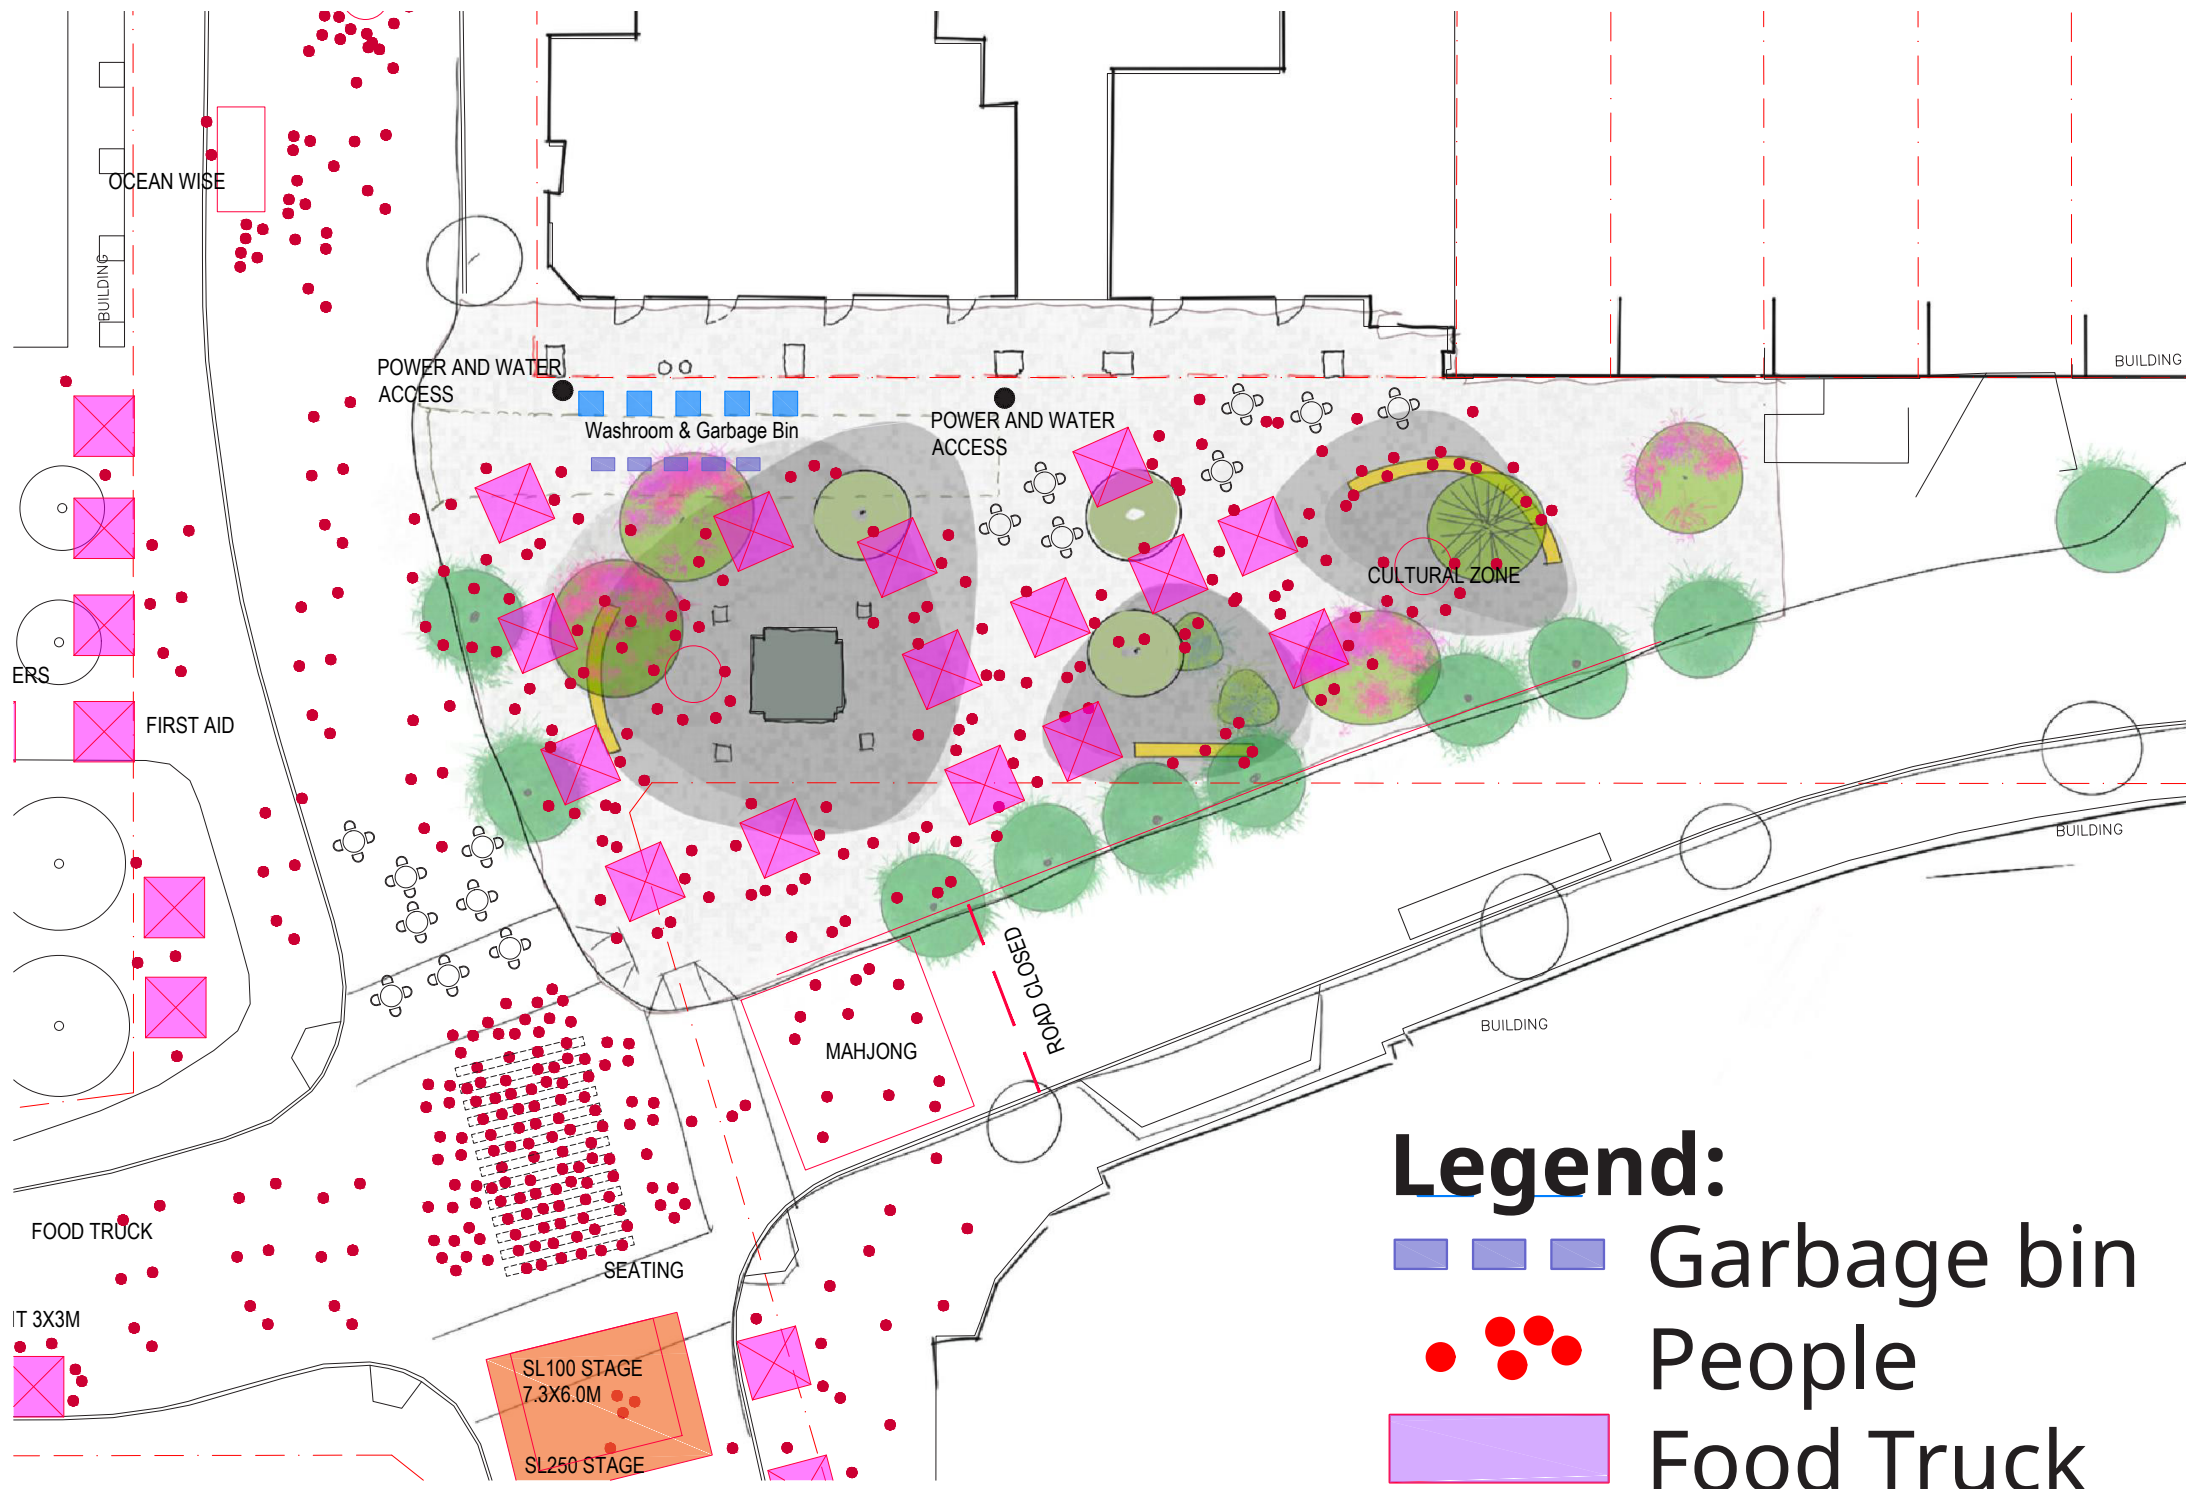 OCEAN WISE
BUILDING
POWER AND WATER
ACCESS
Washroom & Garbage Bin
POWER AND WATER
ACCESS
BUILDING
CULTURAL ZONE
ERS
FIRST AID
BUILDING
ROAD CLOSED
MAHJONG
BUILDING
FOOD TRUCK
SEATING
IT 3X3M
SL100 STAGE
7.3X6.0M
SL250 STAGE
Legend:
Garbage bin
People
Food Truck